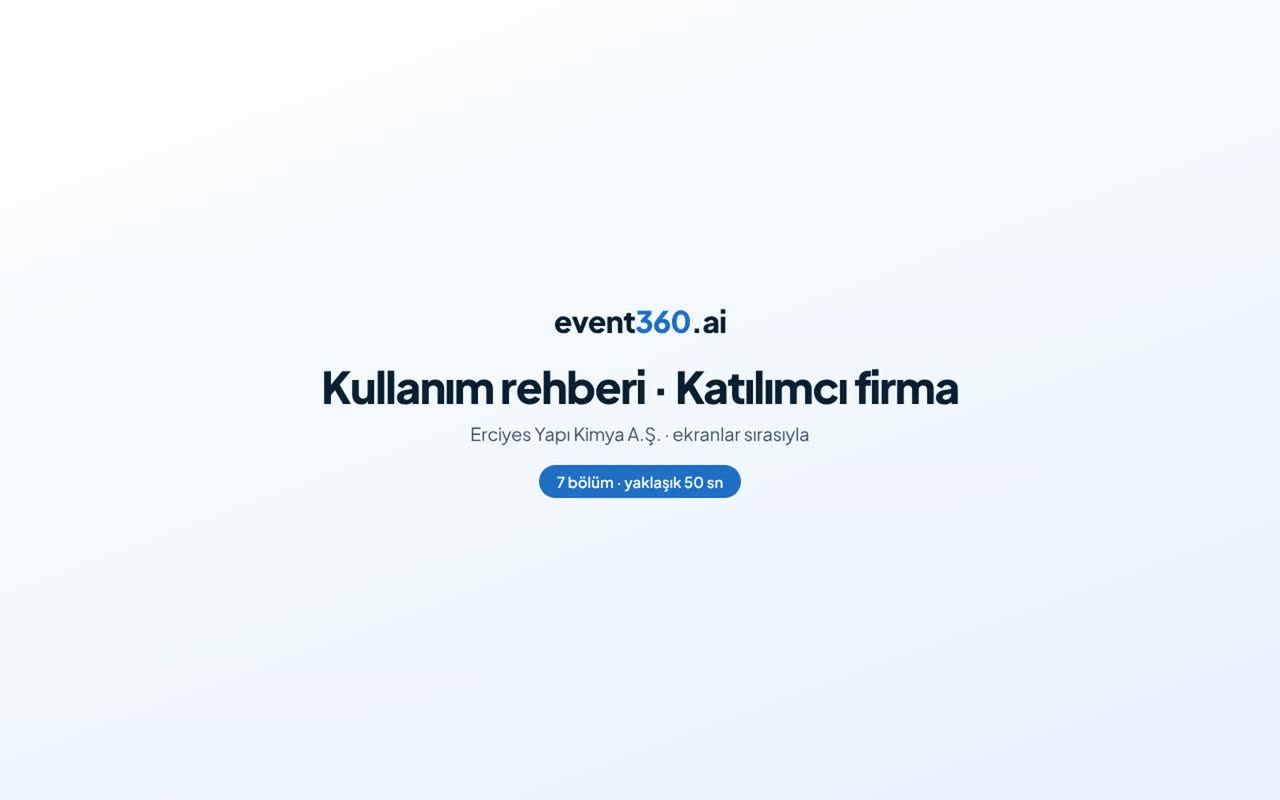 event360.ai
Kullanım rehberi · Katılımcı firma
Erciyes Yapı Kimya A.Ş. · ekranlar sırasıyla
7 bölüm · yaklaşık 50 sn